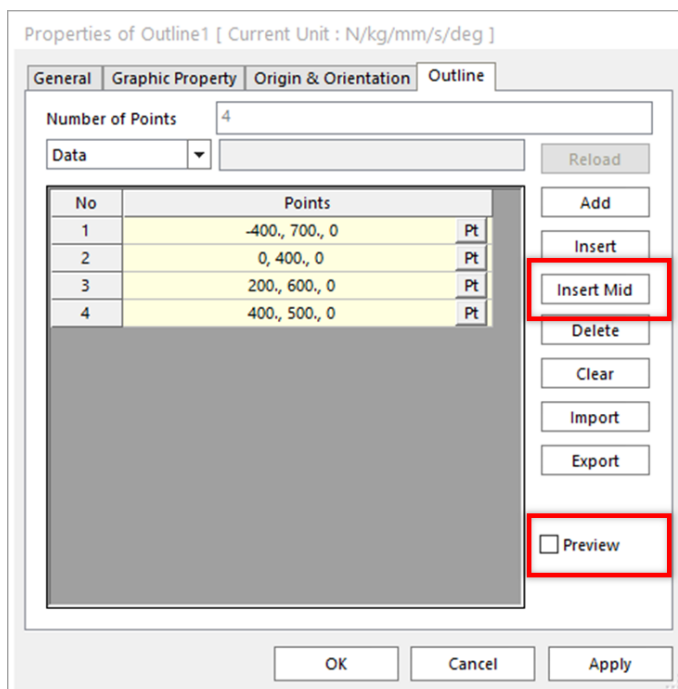 Properties of Outline1 [ Current Unit : N/kg/mm/s/deg ]
General Graphic Property Origin & Orientation Outline
Number of Points 4
Data Reload
No Points Add
1 -400., 700., 0 Pt
Insert
2 0, 400., 0 Pt
3 200., 600., 0 Pt Insert Mid
4 400., 500., 0 Pt
Delete
Clear
Import
Export
Preview
OK Cancel Apply